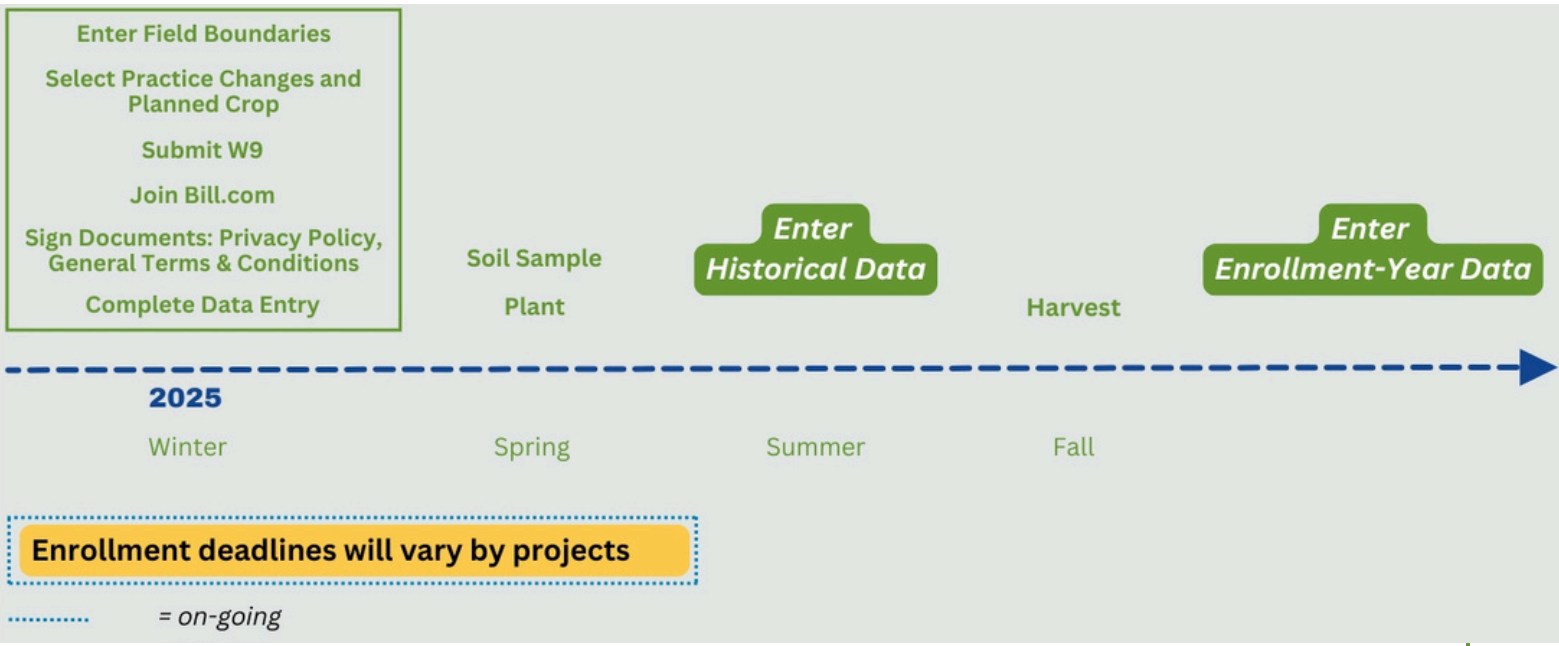 Enter Field Boundaries
Select Practice Changes and
Planned Crop
Submit W9
Join Bill.com
Sign Documents: Privacy Policy,
General Terms & Conditions
Complete Data Entry
Soil Sample
Plant
Enter
Historical Data
Harvest
Enter
Enrollment-Year Data
2025
Winter
Spring
Summer
Fall
Enrollment deadlines will vary by projects
= on-going